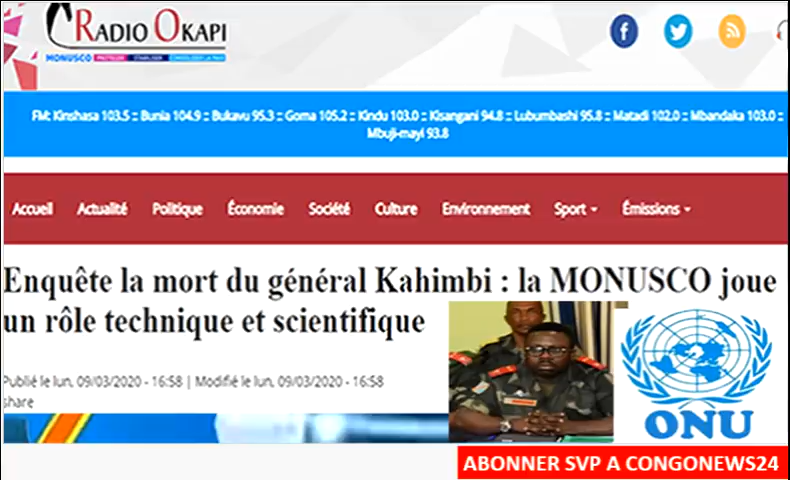 RADIO OKAPI
MONUSCO
FM: Kinshasa 103.5 :: Bunia 104.9 :: Bukavu 95.3 :: Goma 105.2 :: Kindu 103.0 :: Kisangani 94.8 :: Lubumbashi 95.8 :: Matadi 102.0 :: Mbandaka 103.0 ::
Mbuji-mayi 93.8
Accueil Actualité Politique Économie Société Culture Environnement Sport Émissions
Enquête la mort du général Kahimbi : la MONUSCO joue
un rôle technique et scientifique
Publié le lun, 09/03/2020 - 16:58 | Modifié le lun, 09/03/2020 - 16:58
share
ONU
ABONNER SVP A CONGONEWS24